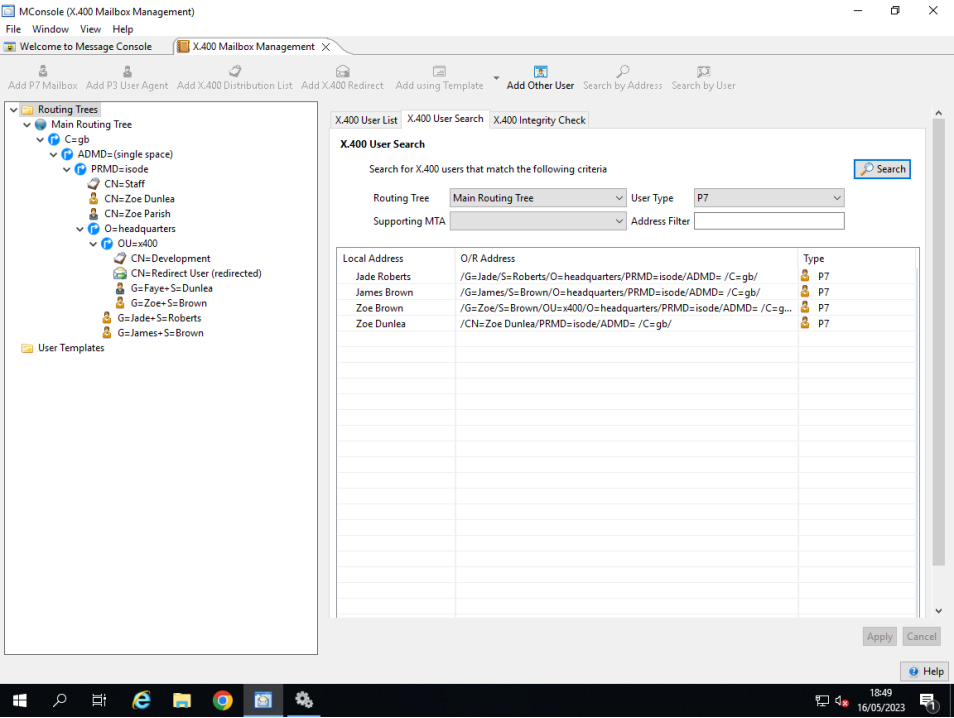 MConsole (X.400 Mailbox Management)
File Window View Help
Welcome to Message Console X.400 Mailbox Management
Add P7 Mailbox Add P3 User Agent Add X.400 Distribution List Add X.400 Redirect Add using Template Add Other User Search by Address Search by User
Routing Trees
Main Routing Tree
C=gb
ADMD=(single space)
PRMD=isode
CN=Staff
CN=Zoe Dunlea
CN=Zoe Parish
O=headquarters
OU=x400
CN=Development
CN=Redirect User (redirected)
G=Faye+S=Dunlea
G=Zoe+S=Brown
G=Jade+S=Roberts
G=James+S=Brown
User Templates
X.400 User List X.400 User Search X.400 Integrity Check
X.400 User Search
Search for X.400 users that match the following criteria
Search
Routing Tree Main Routing Tree User Type P7
Supporting MTA Address Filter
Local Address O/R Address Type
Jade Roberts /G=Jade/S=Roberts/O=headquarters/PRMD=isode/ADMD= /C=gb/ P7
James Brown /G=James/S=Brown/O=headquarters/PRMD=isode/ADMD= /C=gb/ P7
Zoe Brown /G=Zoe/S=Brown/OU=x400/O=headquarters/PRMD=isode/ADMD= /C=g... P7
Zoe Dunlea /CN=Zoe Dunlea/PRMD=isode/ADMD= /C=gb/ P7
Apply Cancel
Help
18:49
16/05/2023
1